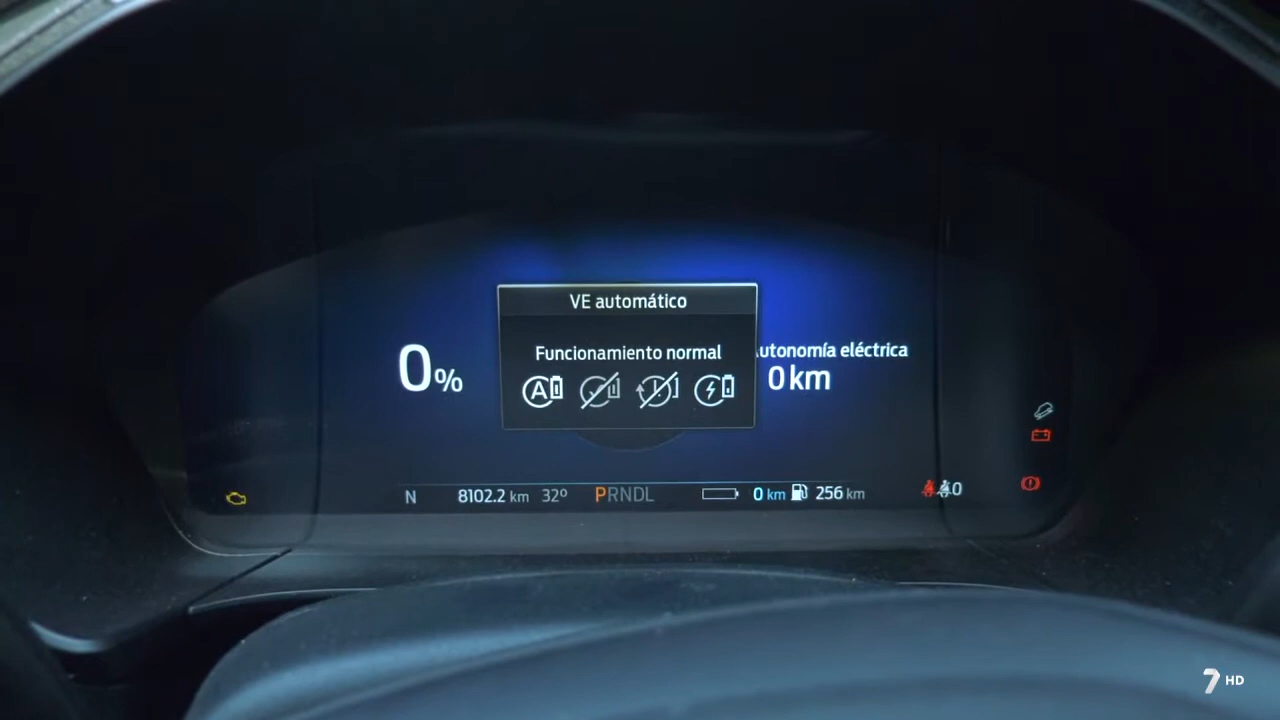 VE automático
Funcionamiento normal
A
0%
utonomía eléctrica
0 km
N 8102.2 km 32º PRNDL 0 km 256 km 0
7 HD